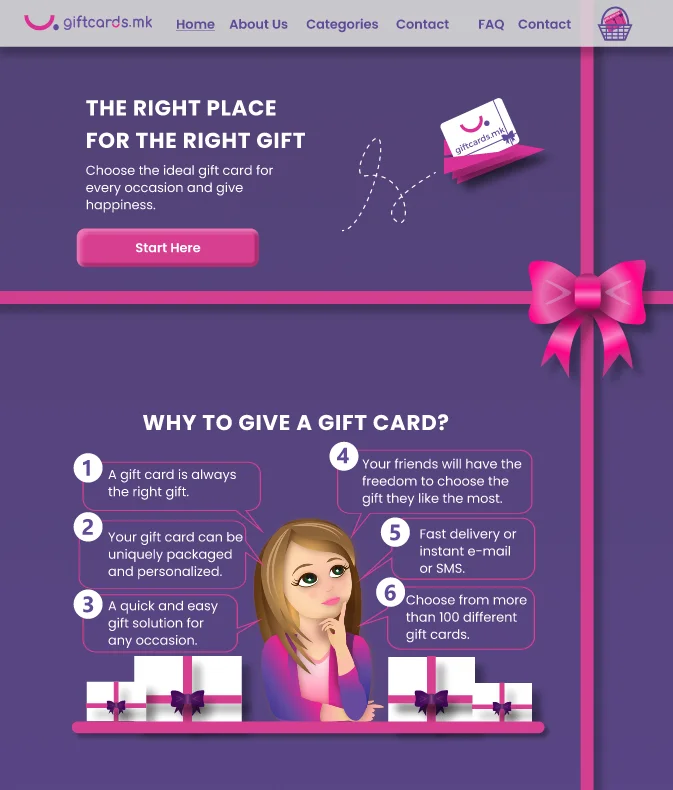 giftcards.mk Home About Us Categories Contact FAQ Contact
THE RIGHT PLACE
FOR THE RIGHT GIFT
Choose the ideal gift card for
every occasion and give
happiness.
giftcards.mk
Start Here
WHY TO GIVE A GIFT CARD?
1
A gift card is always
the right gift.
2
Your gift card can be
uniquely packaged
and personalized.
3
A quick and easy
gift solution for
any occasion.
4
Your friends will have the
freedom to choose the
gift they like the most.
5
Fast delivery or
instant e-mail
or SMS.
6
Choose from more
than 100 different
gift cards.